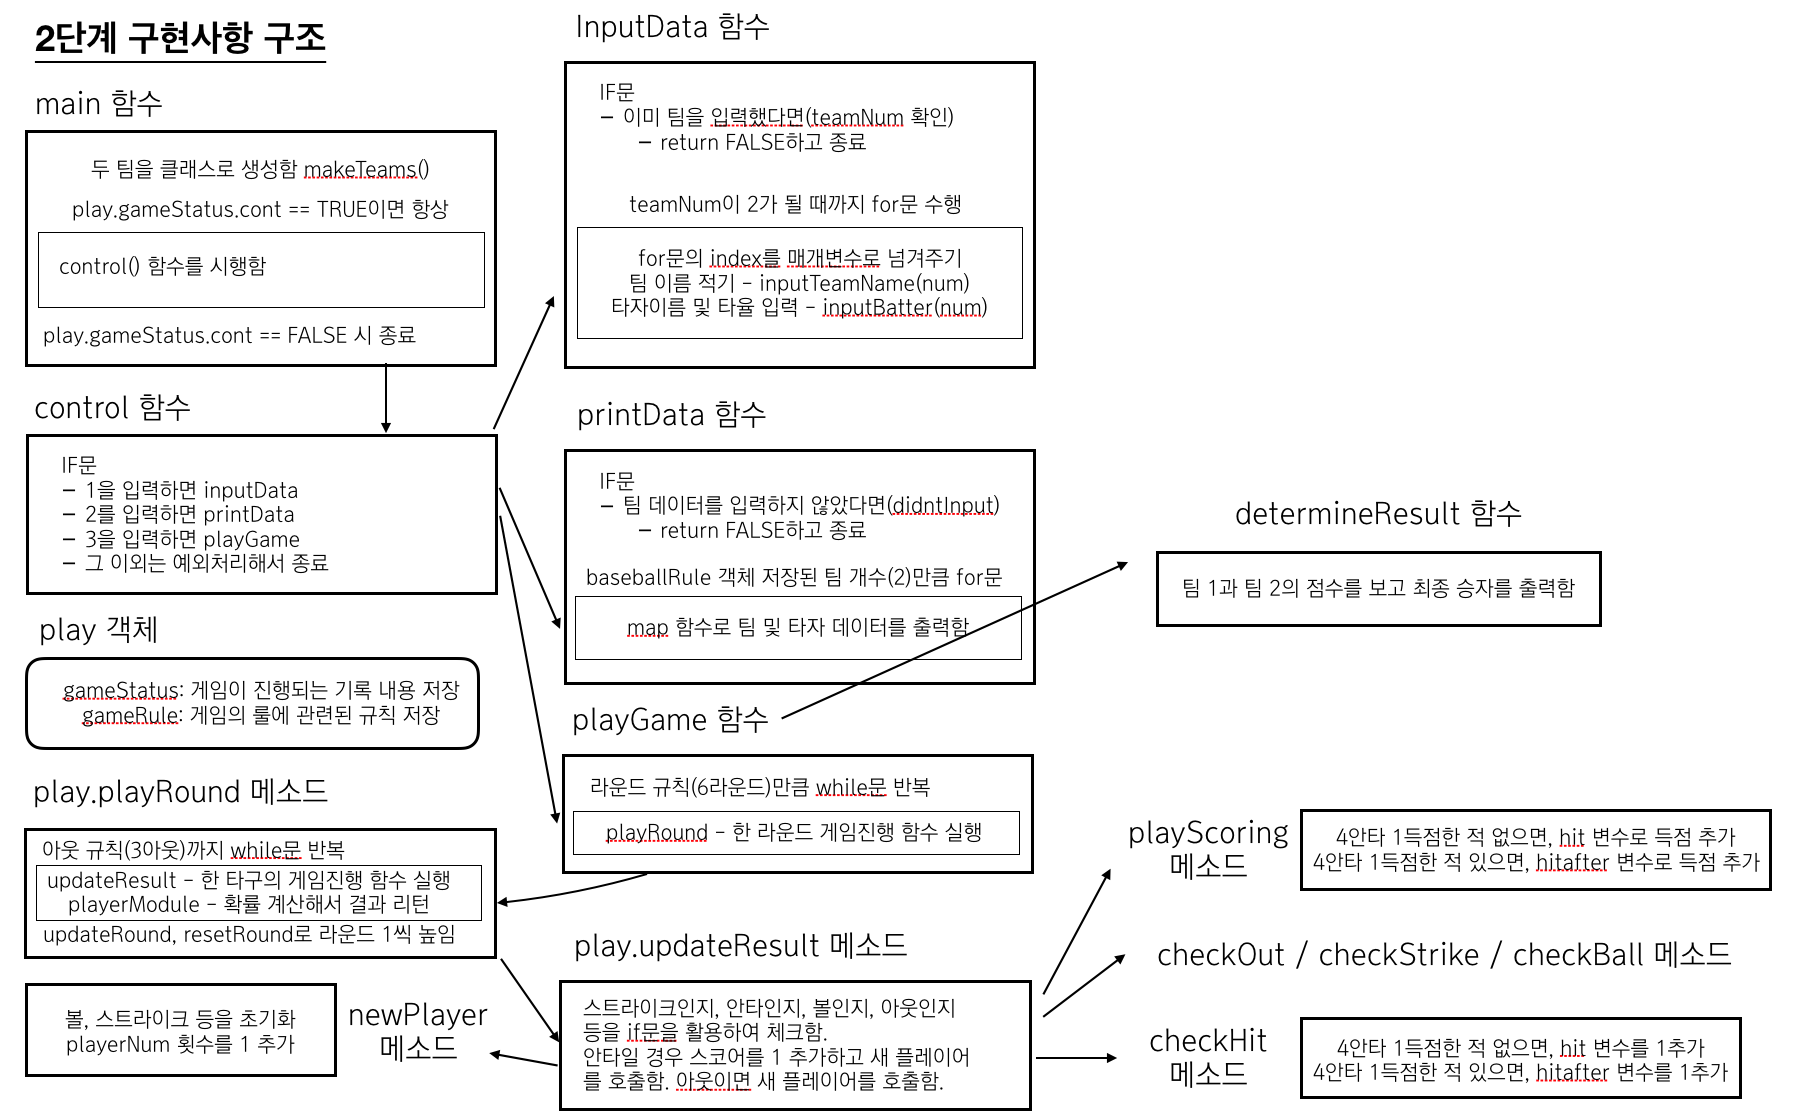 2단계 구현사항 구조
main 함수
두 팀을 클래스로 생성함 makeTeams()
play.gameStatus.cont == TRUE이면 항상
control() 함수를 시행함
play.gameStatus.cont == FALSE 시 종료
control 함수
IF문
- 1을 입력하면 inputData
- 2를 입력하면 printData
- 3을 입력하면 playGame
- 그 이외는 예외처리해서 종료
play 객체
gameStatus: 게임이 진행되는 기록 내용 저장
gameRule: 게임의 룰에 관련된 규칙 저장
play.playRound 메소드
아웃 규칙(3아웃)까지 while문 반복
updateResult - 한 타구의 게임진행 함수 실행
playerModule - 확률 계산해서 결과 리턴
updateRound, resetRound로 라운드 1씩 높임
볼, 스트라이크 등을 초기화
playerNum 횟수를 1 추가
newPlayer
메소드
InputData 함수
IF문
- 이미 팀을 입력했다면(teamNum 확인)
- return FALSE하고 종료
teamNum이 2가 될 때까지 for문 수행
for문의 index를 매개변수로 넘겨주기
팀 이름 적기 - inputTeamName(num)
타자이름 및 타율 입력 - inputBatter(num)
printData 함수
IF문
- 팀 데이터를 입력하지 않았다면(didntInput)
- return FALSE하고 종료
baseballRule 객체 저장된 팀 개수(2)만큼 for문
map 함수로 팀 및 타자 데이터를 출력함
playGame 함수
라운드 규칙(6라운드)만큼 while문 반복
playRound - 한 라운드 게임진행 함수 실행
play.updateResult 메소드
스트라이크인지, 안타인지, 볼인지, 아웃인지
등을 if문을 활용하여 체크함.
안타일 경우 스코어를 1 추가하고 새 플레이어
를 호출함. 아웃이면 새 플레이어를 호출함.
determineResult 함수
팀 1과 팀 2의 점수를 보고 최종 승자를 출력함
playScoring
메소드
4안타 1득점한 적 없으면, hit 변수로 득점 추가
4안타 1득점한 적 있으면, hitafter 변수로 득점 추가
checkOut / checkStrike / checkBall 메소드
checkHit
메소드
4안타 1득점한 적 없으면, hit 변수를 1추가
4안타 1득점한 적 있으면, hitafter 변수를 1추가